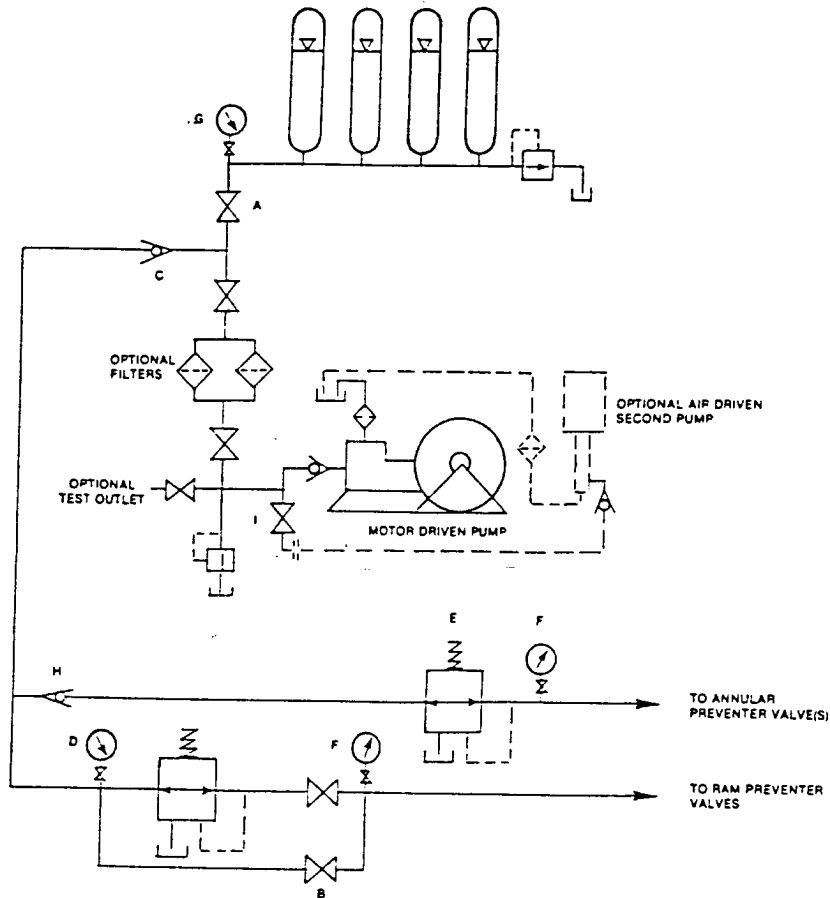 .G
A
C
OPTIONAL
FILTERS
OPTIONAL AIR DRIVEN
SECOND PUMP
OPTIONAL
TEST OUTLET
I
MOTOR DRIVEN PUMP
E
F
H
TO ANNULAR
PREVENTER VALVE(S)
D
F
TO RAM PREVENTER
VALVES
B